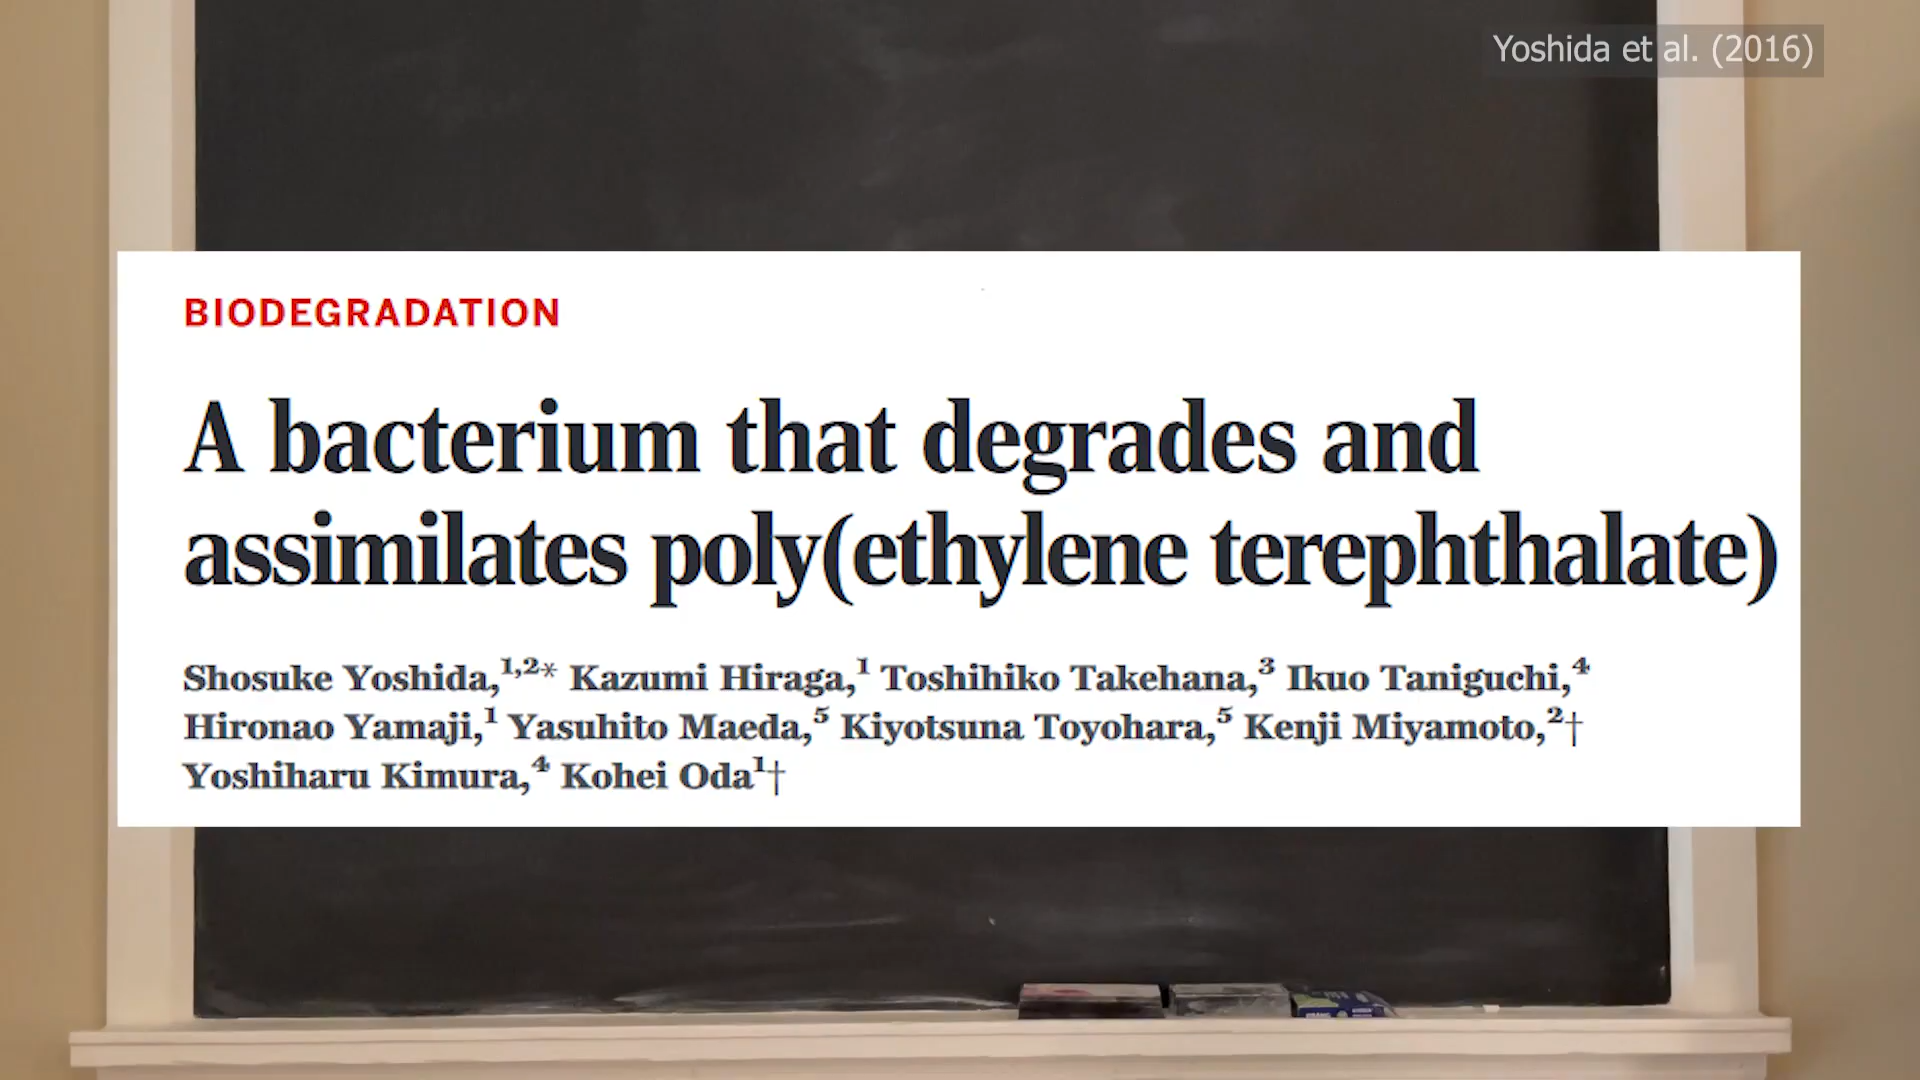 Yoshida et al. (2016)
BIODEGRADATION
A bacterium that degrades and
assimilates poly(ethylene terephthalate)
Shosuke Yoshida,¹,²* Kazumi Hiraga,¹ Toshihiko Takehana,³ Ikuo Taniguchi,⁴
Hironao Yamaji,¹ Yasuhito Maeda,⁵ Kiyotsuna Toyohara,⁵ Kenji Miyamoto,²†
Yoshiharu Kimura,⁴ Kohei Oda¹†